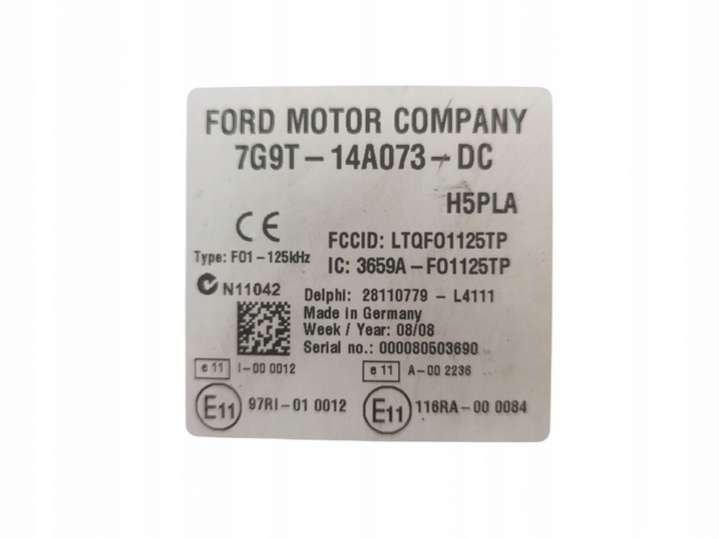 FORD MOTOR COMPANY
7G9T-14A073-DC
H5PLA
CE
FCCID: LTQFO1125TP
Type: F01-125kHz
IC: 3659A-FO1125TP
N11042
Delphi: 28110779 - L4111
Made in Germany
Week / Year: 08/08
Serial no.: 000080503690
e 11 I-00 0012
e 11 A-00 2236
E11 97RI-01 0012
E11 116RA-00 0084